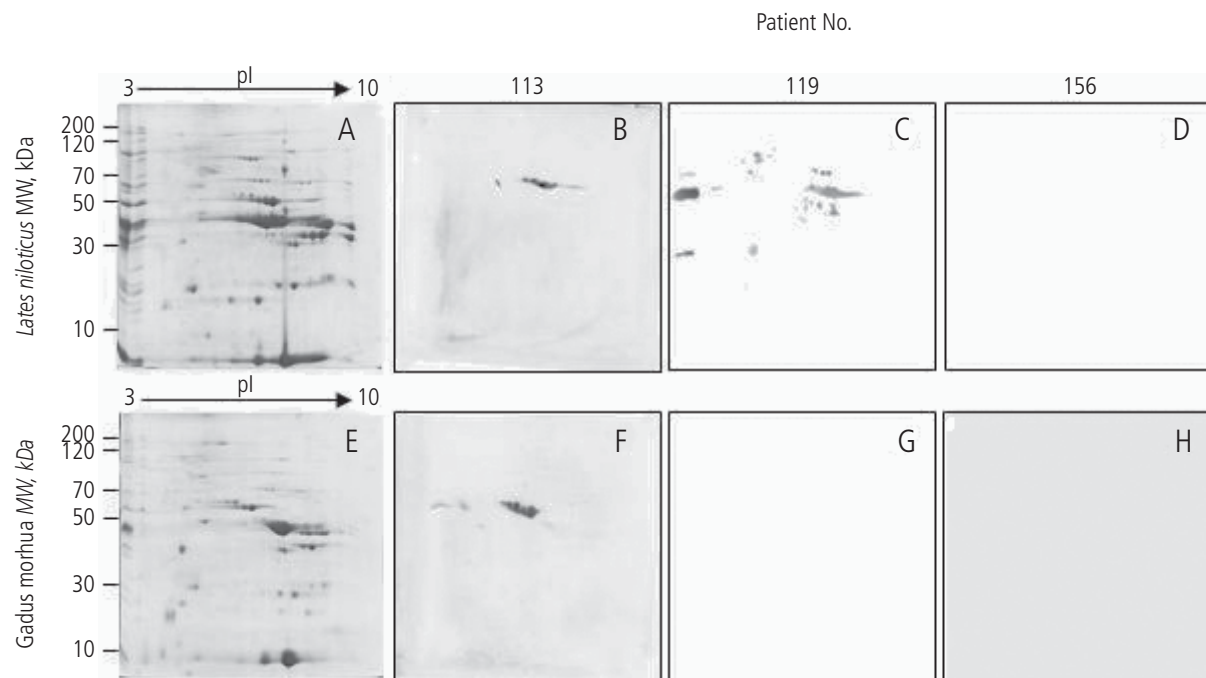 Patient No.
3 pI 10 113 119 156
Lates niloticus MW, kDa
200
120
70
50
30
10
A
B
C
D
3 pI 10
Gadus morhua MW, kDa
200
120
70
50
30
10
E
F
G
H